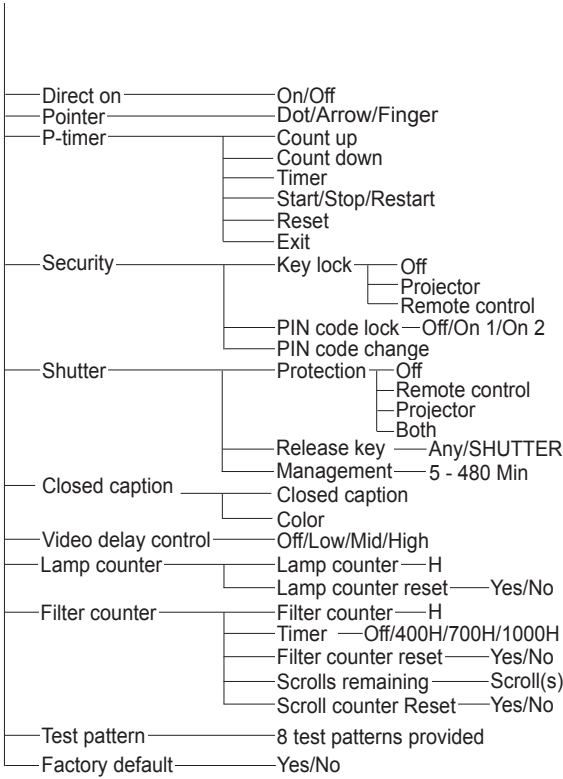 Direct on On/Off
Pointer Dot/Arrow/Finger
P-timer Count up
Count down
Timer
Start/Stop/Restart
Reset
Exit
Security Key lock Off
Projector
Remote control
PIN code lock Off/On 1/On 2
PIN code change
Shutter Protection Off
Remote control
Projector
Both
Release key Any/SHUTTER
Management 5 - 480 Min
Closed caption Closed caption
Color
Video delay control Off/Low/Mid/High
Lamp counter Lamp counter H
Lamp counter reset Yes/No
Filter counter Filter counter H
Timer Off/400H/700H/1000H
Filter counter reset Yes/No
Scrolls remaining Scroll(s)
Scroll counter Reset Yes/No
Test pattern 8 test patterns provided
Factory default Yes/No